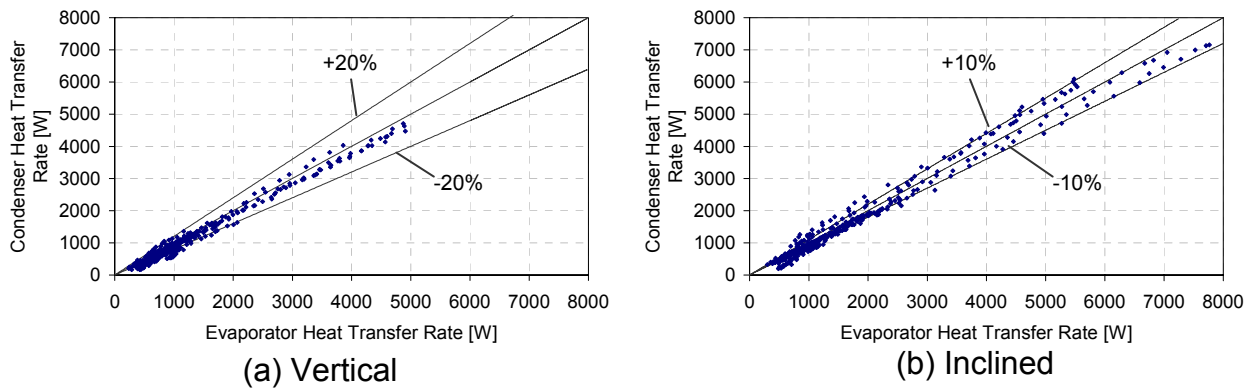 Condenser Heat Transfer
Rate [W]
8000
7000
6000
5000
4000
3000
2000
1000
0
+20%
-20%
0 1000 2000 3000 4000 5000 6000 7000 8000
Evaporator Heat Transfer Rate [W]
(a) Vertical
Condenser Heat Transfer
Rate [W]
8000
7000
6000
5000
4000
3000
2000
1000
0
+10%
-10%
0 1000 2000 3000 4000 5000 6000 7000 8000
Evaporator Heat Transfer Rate [W]
(b) Inclined